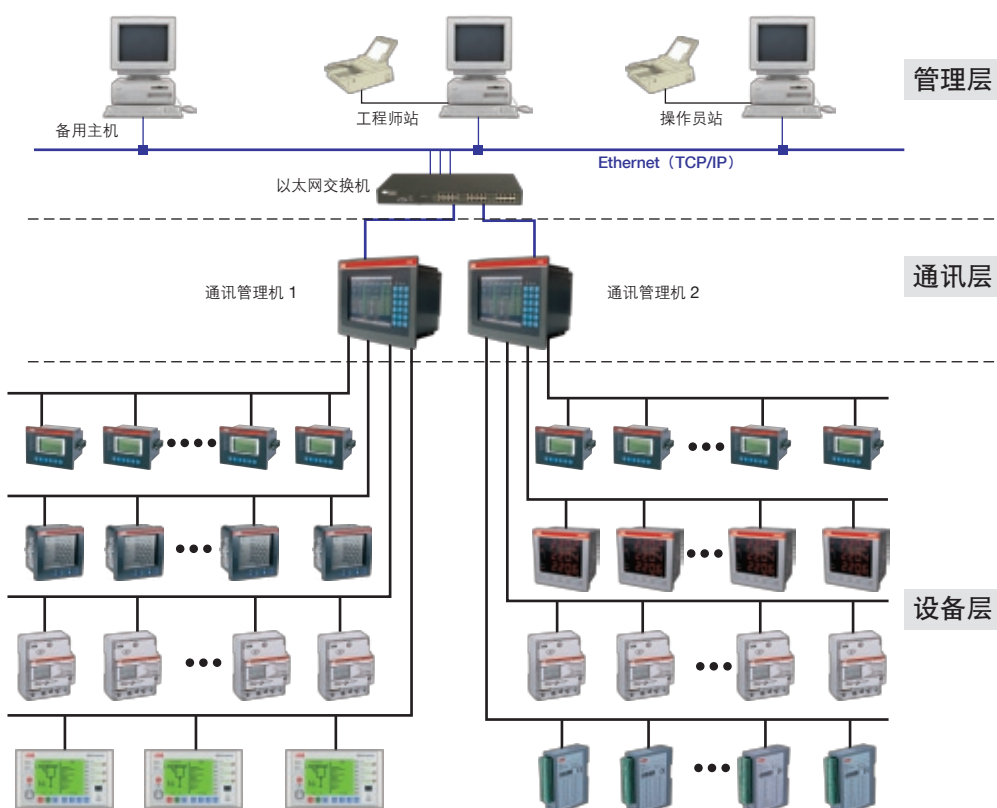 管理层
备用主机
工程师站
操作员站
Ethernet（TCP/IP）
以太网交换机
通讯层
通讯管理机 1
通讯管理机 2
设备层